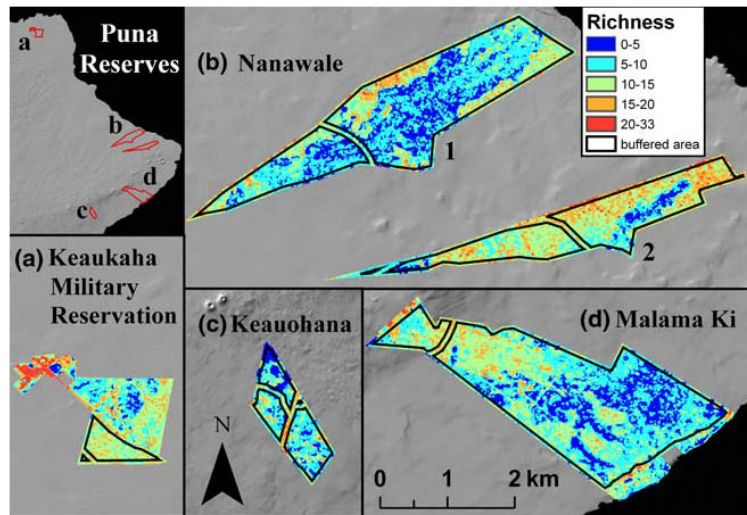 Puna
Reserves
a
b
d
c
(b) Nanawale
1
2
Richness
0-5
5-10
10-15
15-20
20-33
buffered area
(a) Keaukaha
Military
Reservation
(c) Keauohana
N
(d) Malama Ki
0 1 2 km